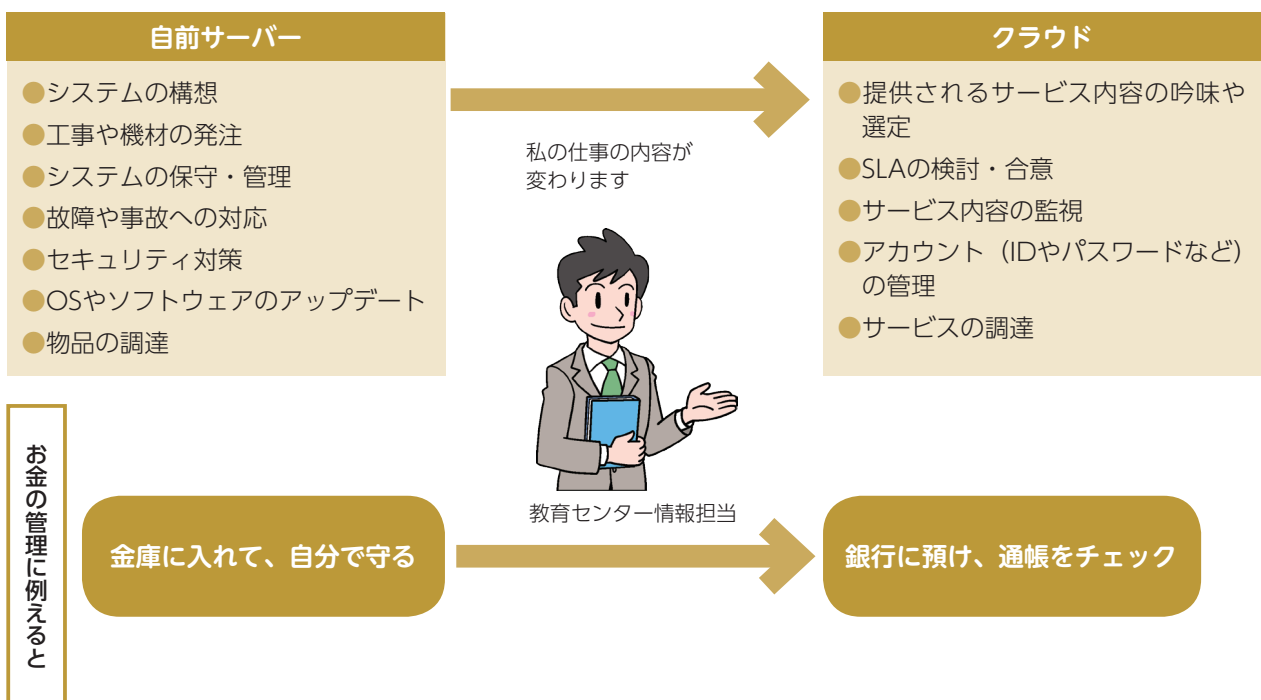 自前サーバー
●システムの構想
●工事や機材の発注
●システムの保守・管理
●故障や事故への対応
●セキュリティ対策
●OSやソフトウェアのアップデート
●物品の調達
私の仕事の内容が
変わります
教育センター情報担当
クラウド
●提供されるサービス内容の吟味や
選定
●SLAの検討・合意
●サービス内容の監視
●アカウント（IDやパスワードなど）
の管理
●サービスの調達
お金の管理に例えると
金庫に入れて、自分で守る
銀行に預け、通帳をチェック